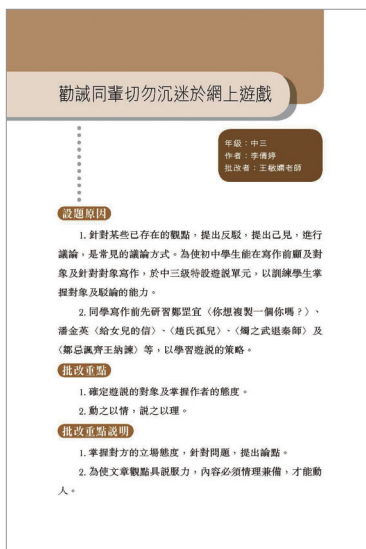 勸誡同輩切勿沉迷於網上遊戲
年級：中三
作者：李倩婷
批改者：王敏嫻老師
設題原因
1. 針對某些已存在的觀點，提出反駁，提出己見，進行
議論，是常見的議論方式。為使初中學生能在寫作前顧及對
象及針對對象寫作，於中三級特設遊說單元，以訓練學生掌
握對象及駁論的能力。
2. 同學寫作前先研習鄭罡宜〈你想複製一個你嗎？〉、
潘金英〈給女兒的信〉、〈趙氏孤兒〉、〈燭之武退秦師〉及
〈鄒忌諷齊王納諫〉等，以學習遊說的策略。
批改重點
1. 確定遊說的對象及掌握作者的態度。
2. 動之以情，說之以理。
批改重點說明
1. 掌握對方的立場態度，針對問題，提出論點。
2. 為使文章觀點具說服力，內容必須情理兼備，才能動
人。